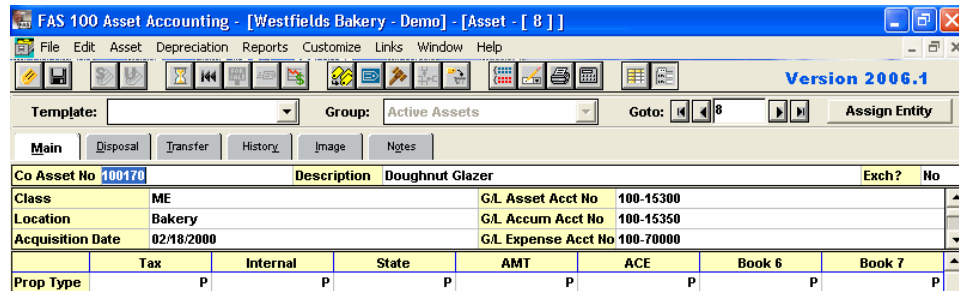 FAS 100 Asset Accounting - [Westfields Bakery - Demo] - [Asset - [ 8 ] ]
File Edit Asset Depreciation Reports Customize Links Window Help
Version 2006.1
Template: Group: Active Assets Goto: 8 Assign Entity
Main Disposal Transfer History Image Notes
Co Asset No 100170 Description Doughnut Glazer Exch? No
Class ME G/L Asset Acct No 100-15300
Location Bakery G/L Accum Acct No 100-15350
Acquisition Date 02/18/2000 G/L Expense Acct No 100-70000
Tax Internal State AMT ACE Book 6 Book 7
Prop Type P P P P P P P